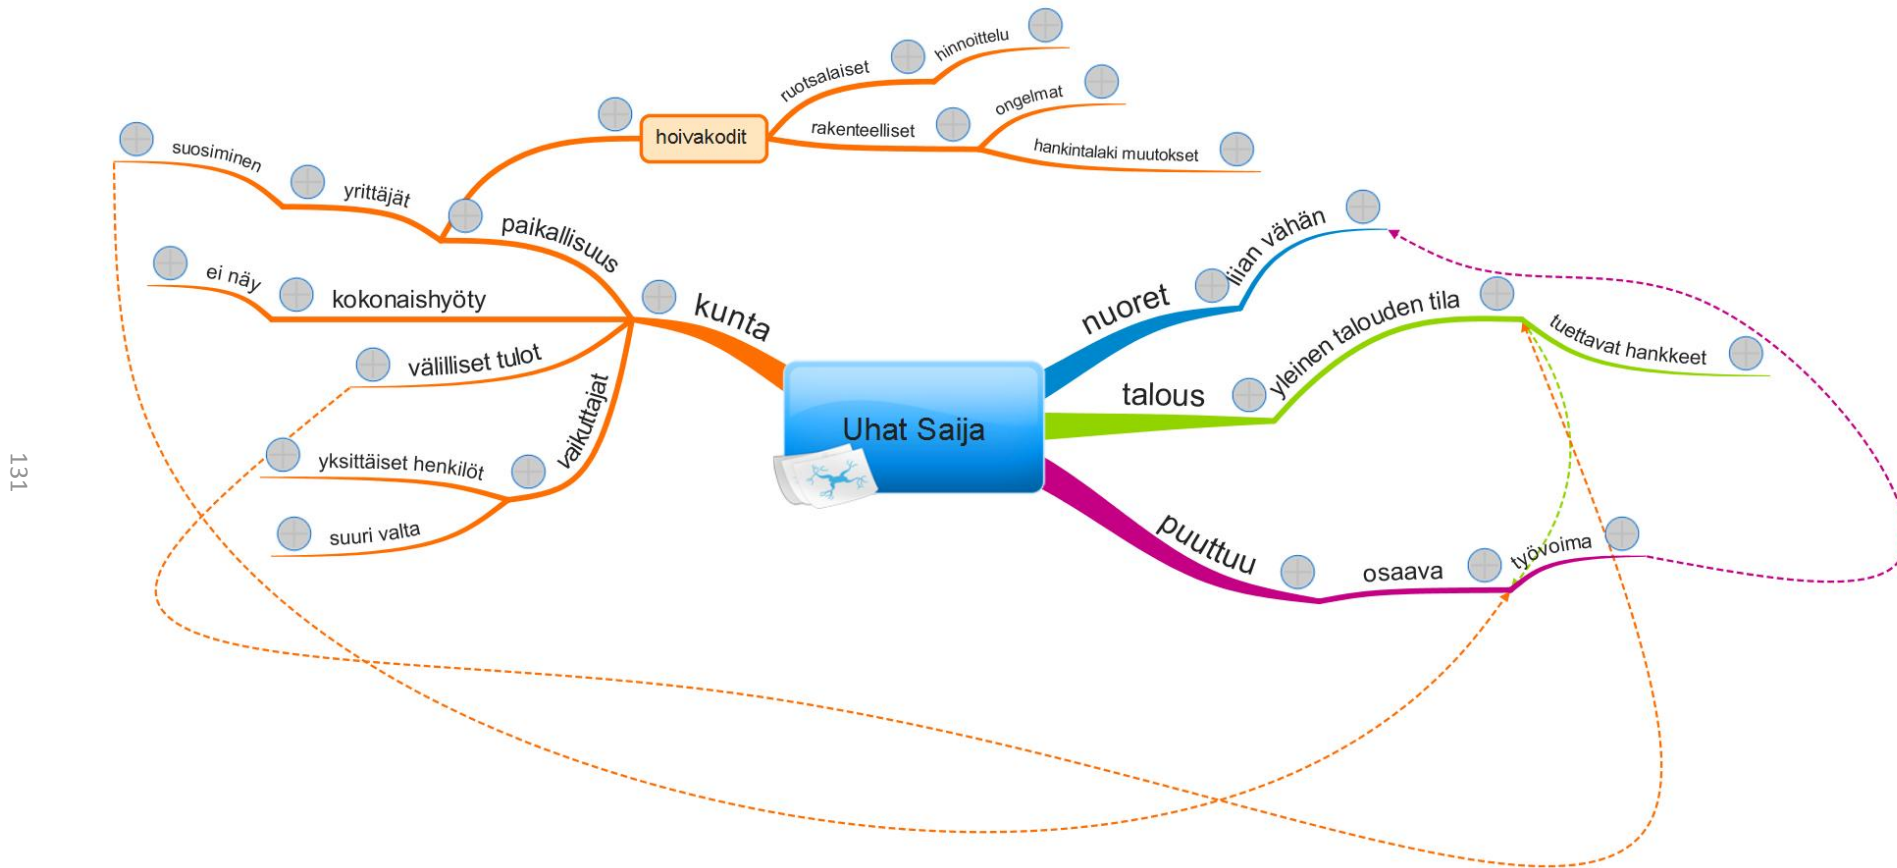 hinnoittelu
ruotsalaiset
ongelmat
hoivakodit
rakenteelliset
hankintalaki muutokset
suosiminen
yrittäjät
paikallisuus
ei näy
kokonaishyöty
kunta
välilliset tulot
vaikuttajat
yksittäiset henkilöt
suuri valta
Uhat Saija
nuoret
liian vähän
talous
yleinen talouden tila
tuettavat hankkeet
puuttuu
osaava
työvoima
131